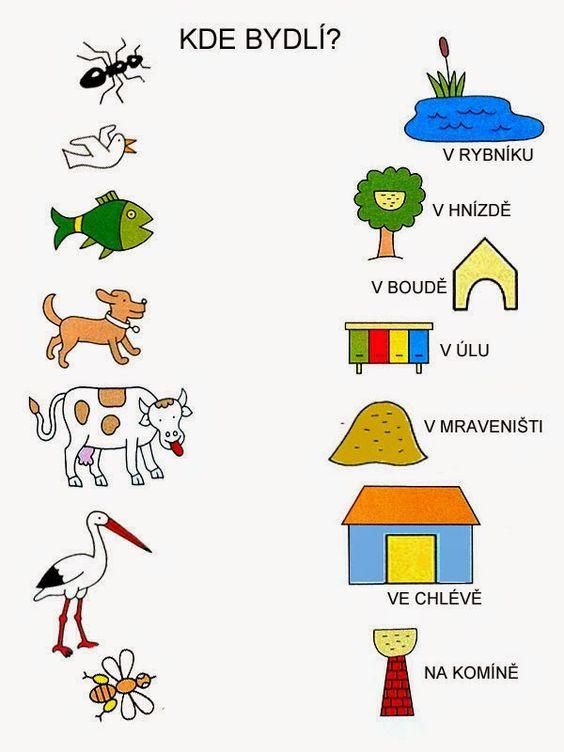 KDE BYDLÍ?
V RYBNÍKU
V HNÍZDĚ
V BOUDĚ
V ÚLU
V MRAVENIŠTI
VE CHLÉVĚ
NA KOMÍNĚ